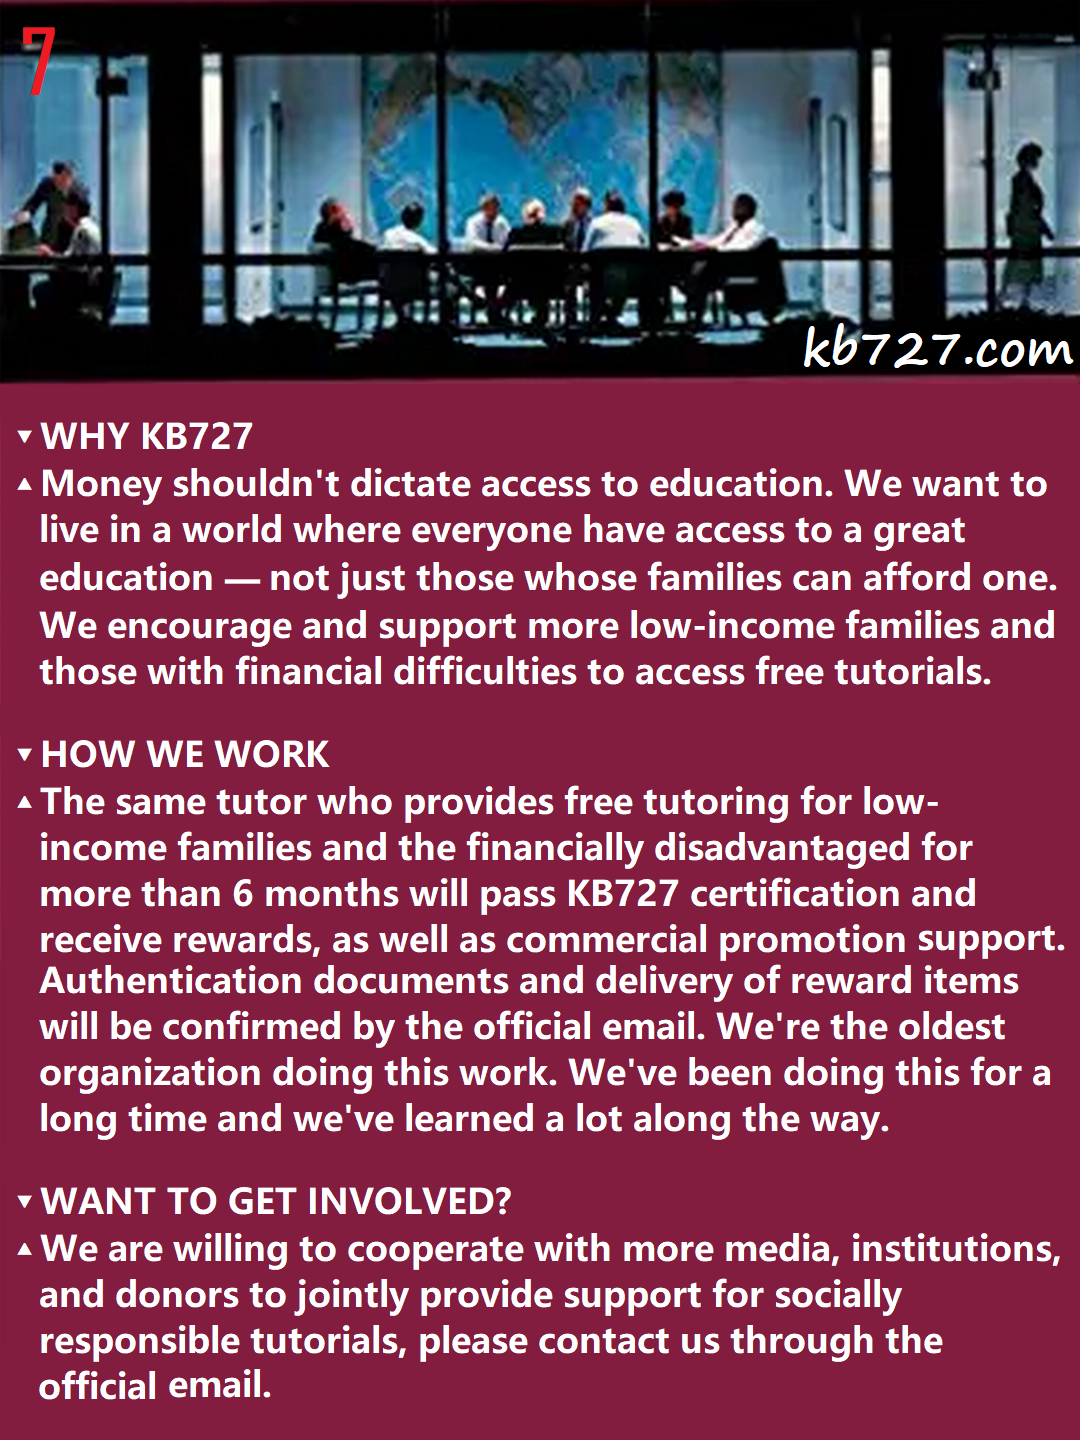 7
kb727.com
▼WHY KB727
▲Money shouldn't dictate access to education. We want to
live in a world where everyone have access to a great
education — not just those whose families can afford one.
We encourage and support more low-income families and
those with financial difficulties to access free tutorials.
▼HOW WE WORK
▲The same tutor who provides free tutoring for low-
income families and the financially disadvantaged for
more than 6 months will pass KB727 certification and
receive rewards, as well as commercial promotion support.
Authentication documents and delivery of reward items
will be confirmed by the official email. We're the oldest
organization doing this work. We've been doing this for a
long time and we've learned a lot along the way.
▼WANT TO GET INVOLVED?
▲We are willing to cooperate with more media, institutions,
and donors to jointly provide support for socially
responsible tutorials, please contact us through the
official email.